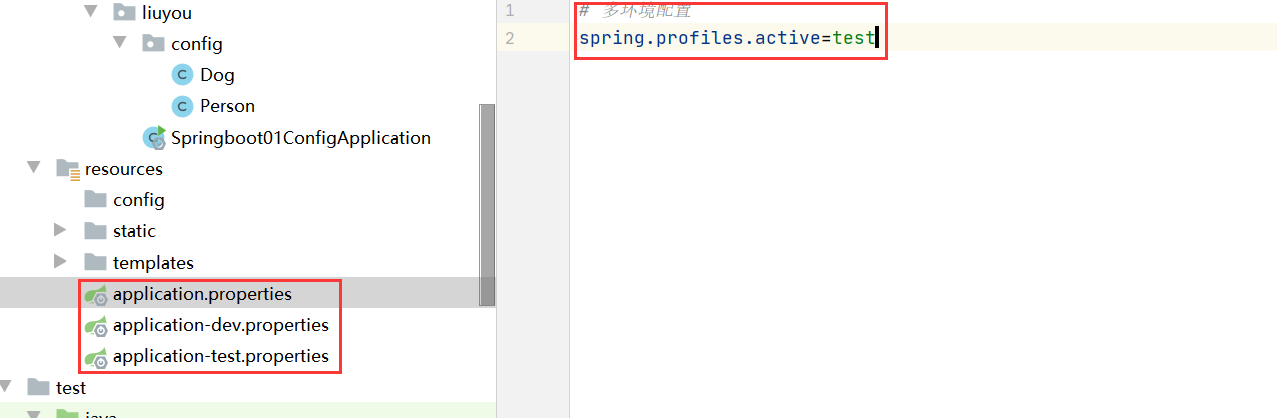 liuyou
config
C Dog
C Person
Springboot01ConfigApplication
resources
config
static
templates
application.properties
application-dev.properties
application-test.properties
test
java
1 # 多环境配置
2 spring.profiles.active=test